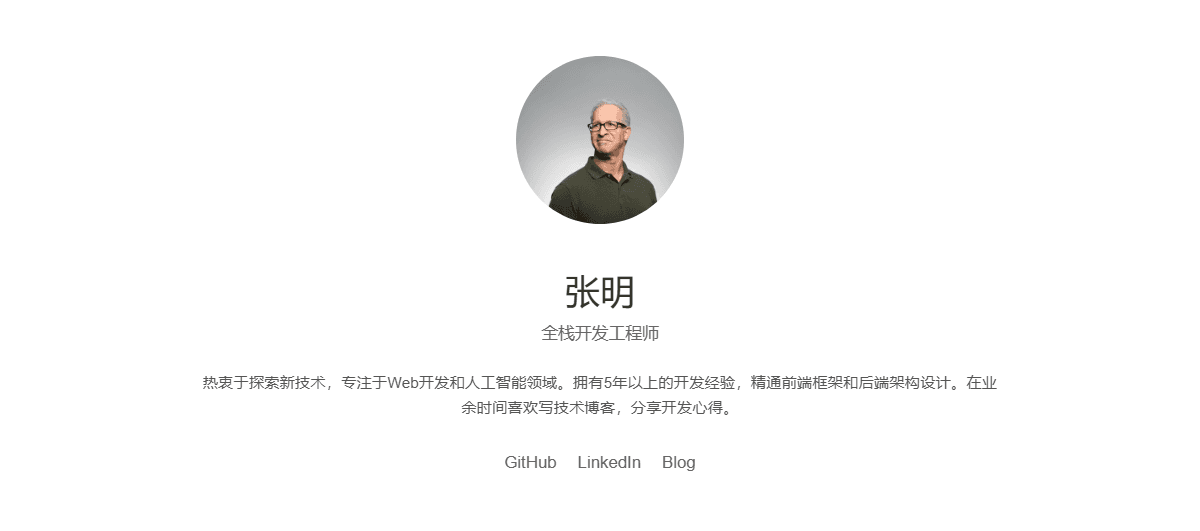 张明
全栈开发工程师
热衷于探索新技术，专注于Web开发和人工智能领域。拥有5年以上的开发经验，精通前端框架和后端架构设计。在业
余时间喜欢写技术博客，分享开发心得。
GitHub LinkedIn Blog